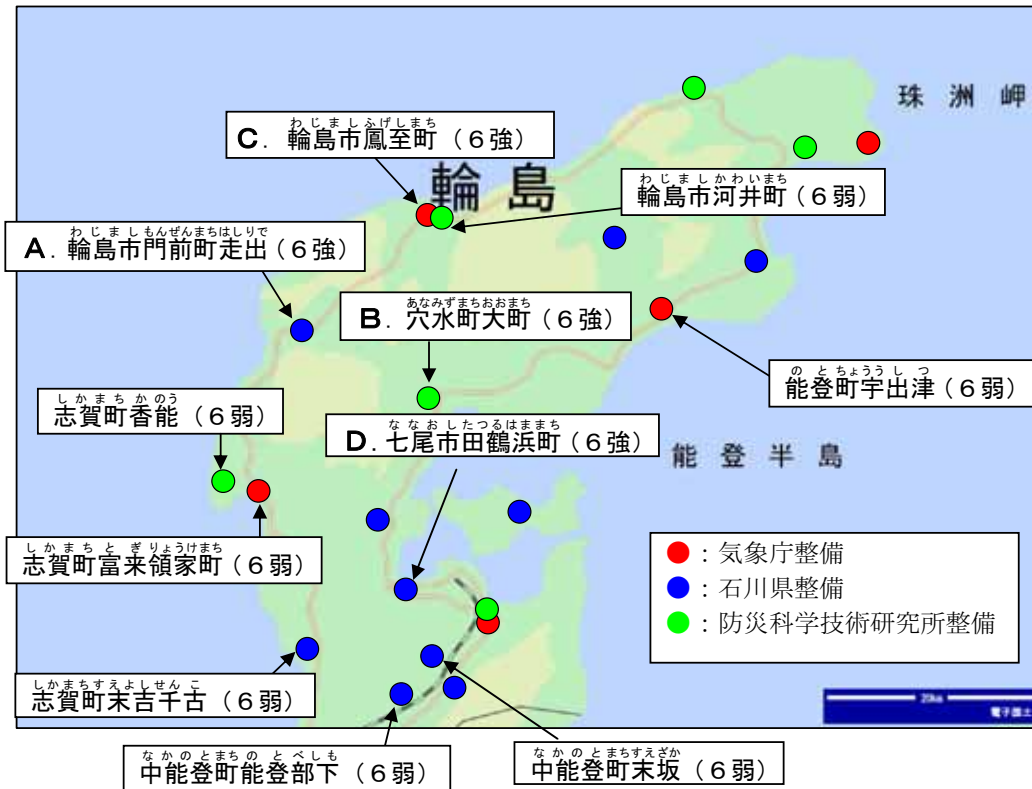 珠洲岬
わじましふげしまち
C．輪島市鳳至町（６強）
輪島
わじましかわいまち
輪島市河井町（６弱）
わじましもんぜんまちはしりで
A．輪島市門前町走出（６強）
あなみずまちおおまち
B．穴水町大町（６強）
のとちょううしつ
能登町宇出津（６弱）
しかまちかのう
志賀町香能（６弱）
ななおしたつるはままち
D．七尾市田鶴浜町（６強）
能登半島
しかまちとぎりょうけまち
志賀町富来領家町（６弱）
：気象庁整備
：石川県整備
：防災科学技術研究所整備
しかまちすえよしせんこ
志賀町末吉千古（６弱）
20km
電子国土
なかのとまちのとべしも
中能登町能登部下（６弱）
なかのとまちすえざか
中能登町末坂（６弱）